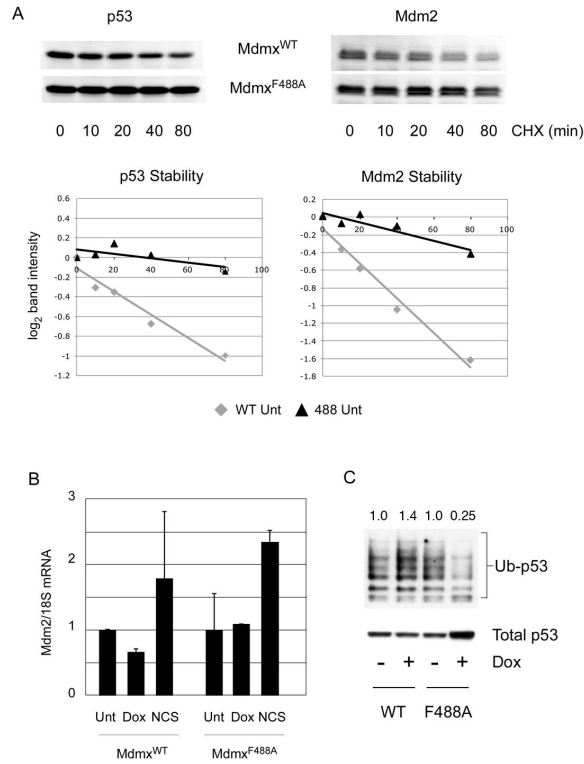 A
p53
Mdm2
Mdmx^WT
Mdmx^F488A
0 10 20 40 80
0 10 20 40 80 CHX (min)
p53 Stability
Mdm2 Stability
0.6
0.4
0.2
0
-0.2
-0.4
-0.6
-0.8
-1
-1.2
0 20 40 60 80 100
0.2
0
-0.2
-0.4
-0.6
-0.8
-1
-1.2
-1.4
-1.6
-1.8
0 20 40 60 80 100
log2 band intensity
WT Unt 488 Unt
B
Mdm2/18S mRNA
3
2
1
0
Unt Dox NCS Unt Dox NCS
Mdmx^WT Mdmx^F488A
C
1.0 1.4 1.0 0.25
Ub-p53
Total p53
- + - + Dox
WT F488A